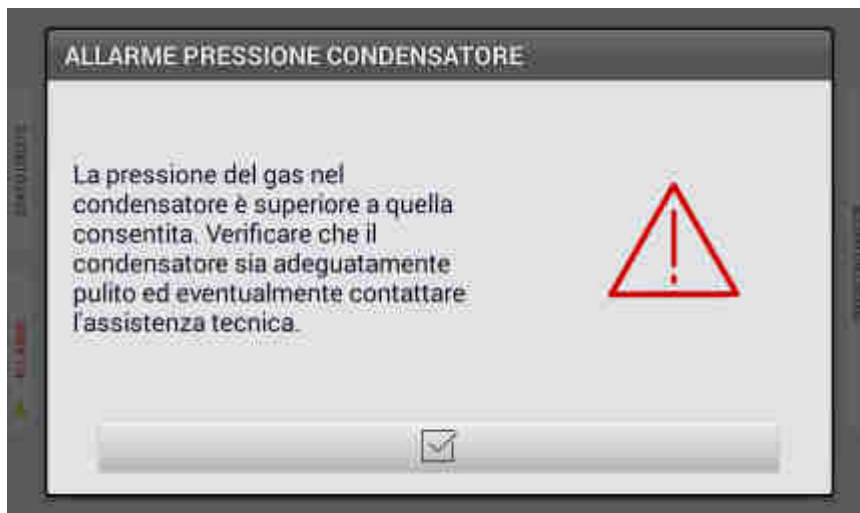 ALLARME PRESSIONE CONDENSATORE
La pressione del gas nel
condensatore è superiore a quella
consentita. Verificare che il
condensatore sia adeguatamente
pulito ed eventualmente contattare
l'assistenza tecnica.